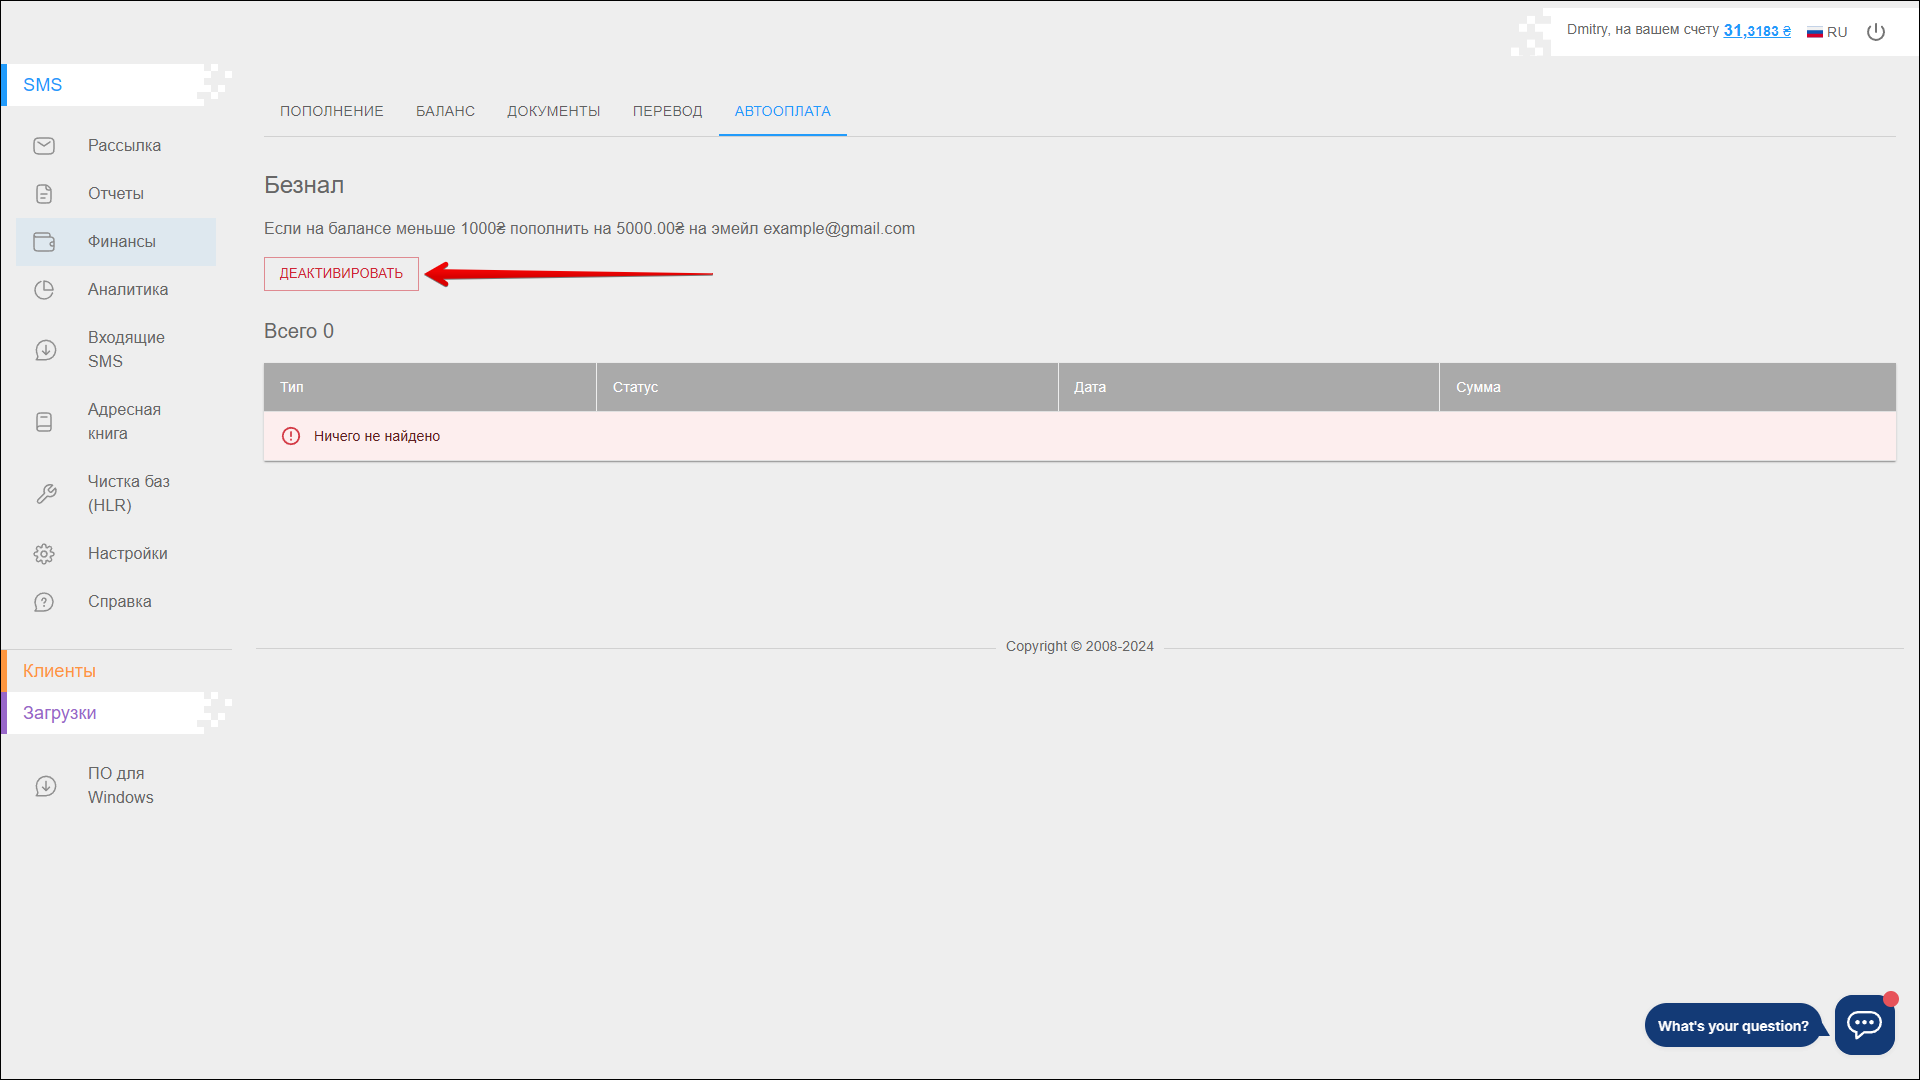 Dmitry, на вашем счету 31,3183 ₴ RU
SMS
Рассылка
Отчеты
Финансы
Аналитика
Входящие
SMS
Адресная
книга
Чистка баз
(HLR)
Настройки
Справка
Клиенты
Загрузки
ПО для
Windows
ПОПОЛНЕНИЕ БАЛАНС ДОКУМЕНТЫ ПЕРЕВОД АВТООПЛАТА
Безнал
Если на балансе меньше 1000₴ пополнить на 5000.00₴ на эмейл example@gmail.com
ДЕАКТИВИРОВАТЬ
Всего 0
Тип Статус Дата Сумма
Ничего не найдено
Copyright © 2008-2024
What's your question?